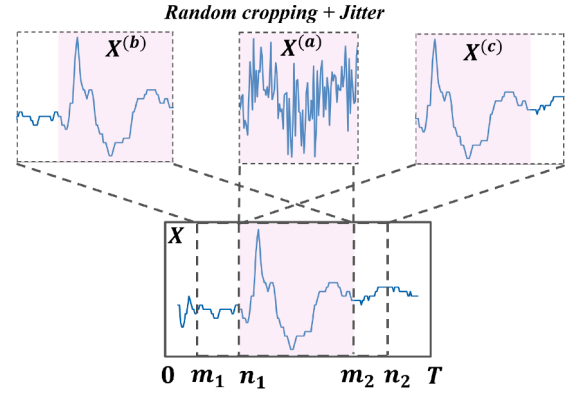 Random cropping + Jitter
X^(b) X^(a) X^(c)
X
0 m₁ n₁ m₂ n₂ T